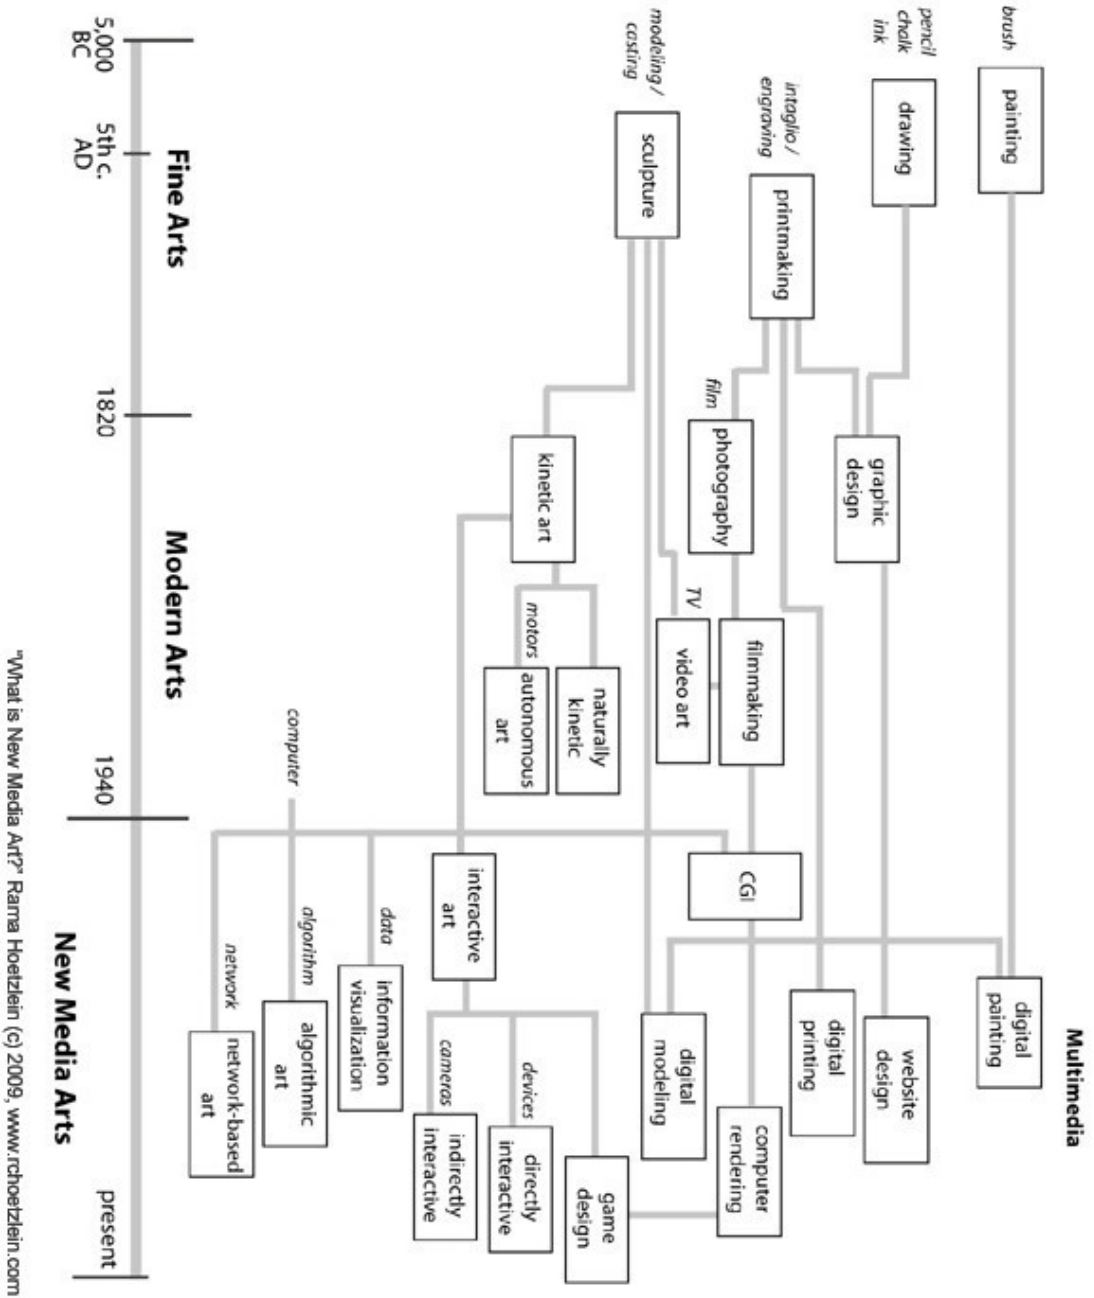 Multimedia
brush
painting
digital
painting
pencil
chalk
ink
drawing
graphic
design
website
design
intaglio /
engraving
printmaking
digital
printing
film
photography
filmmaking
CGI
computer
rendering
TV
video art
modeling /
casting
sculpture
digital
modeling
naturally
kinetic
game
design
kinetic art
motors
autonomous
art
devices
directly
interactive
interactive
art
cameras
indirectly
interactive
data
information
visualization
computer
algorithm
algorithmic
art
network
network-based
art
Fine Arts
Modern Arts
New Media Arts
5,000
BC
5th c.
AD
1820
1940
present
"What is New Media Art?" Rama Hoetzlein (c) 2009, www.rchoetzlein.com